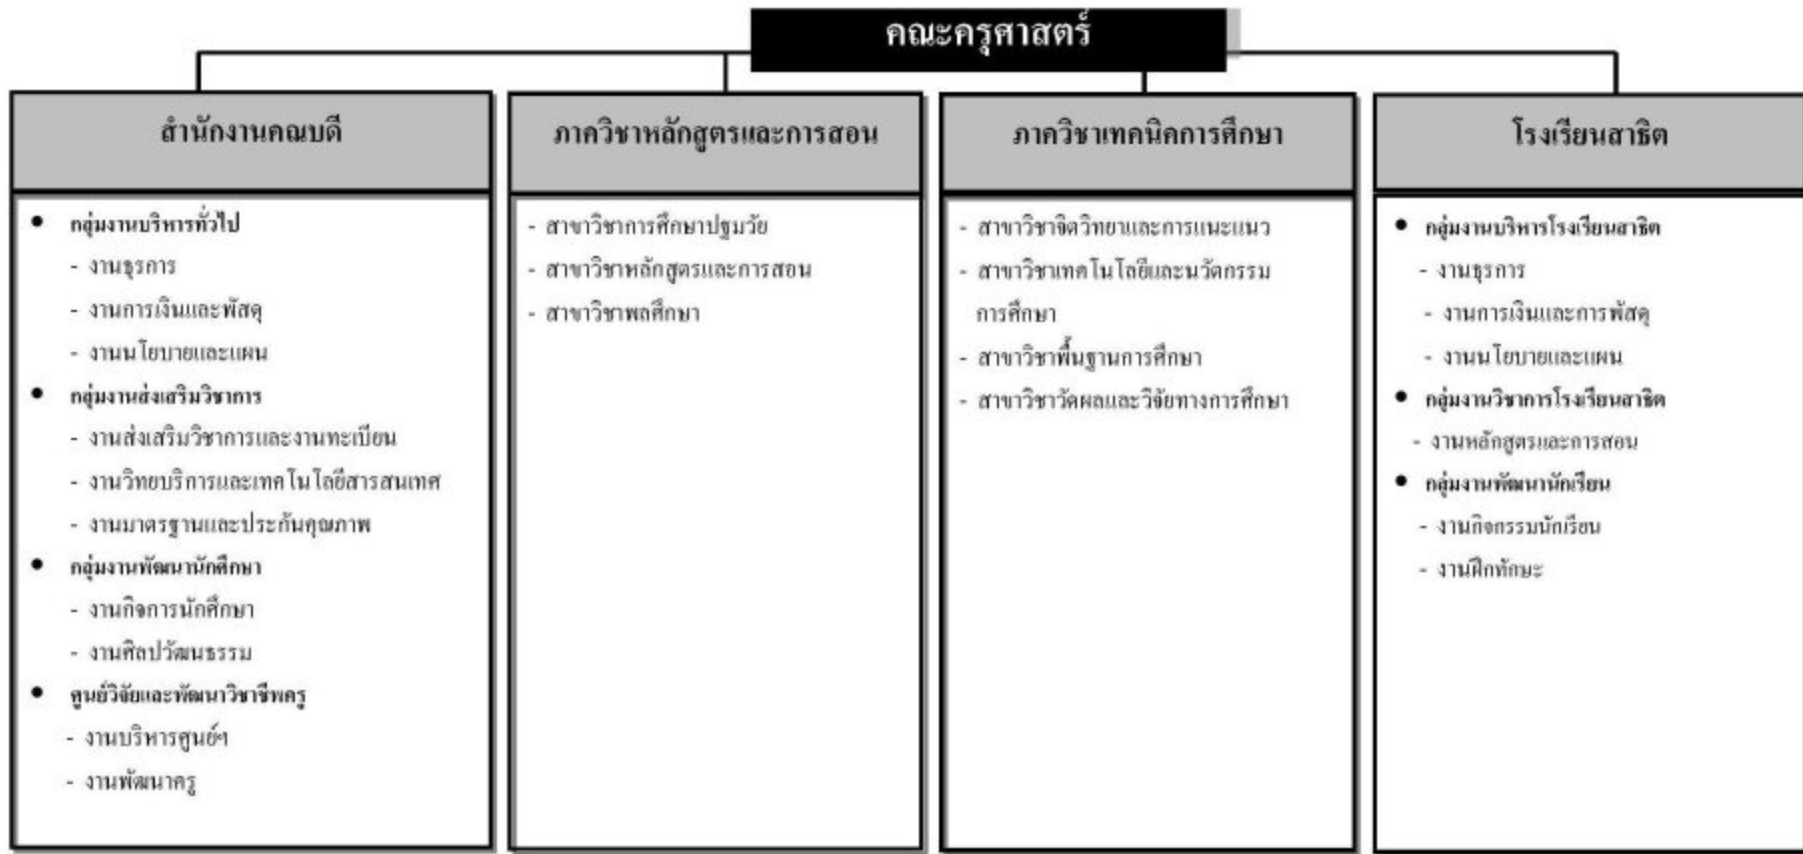 คณะครุศาสตร์
สำนักงานคณบดี
กลุ่มงานบริหารทั่วไป
- งานธุรการ
- งานการเงินและพัสดุ
- งานนโยบายและแผน
กลุ่มงานส่งเสริมวิชาการ
- งานส่งเสริมวิชาการและงานทะเบียน
- งานวิทยบริการและเทคโนโลยีสารสนเทศ
- งานมาตรฐานและประกันคุณภาพ
กลุ่มงานพัฒนานักศึกษา
- งานกิจการนักศึกษา
- งานศิลปวัฒนธรรม
ศูนย์วิจัยและพัฒนาวิชาชีพครู
- งานบริหารศูนย์ฯ
- งานพัฒนาครู
ภาควิชาหลักสูตรและการสอน
- สาขาวิชาการศึกษาปฐมวัย
- สาขาวิชาหลักสูตรและการสอน
- สาขาวิชาพลศึกษา
ภาควิชาเทคนิคการศึกษา
- สาขาวิชาจิตวิทยาและการแนะแนว
- สาขาวิชาเทคโนโลยีและนวัตกรรม
การศึกษา
- สาขาวิชาพื้นฐานการศึกษา
- สาขาวิชาวัดผลและวิจัยทางการศึกษา
โรงเรียนสาธิต
กลุ่มงานบริหารโรงเรียนสาธิต
- งานธุรการ
- งานการเงินและการพัสดุ
- งานนโยบายและแผน
กลุ่มงานวิชาการโรงเรียนสาธิต
- งานหลักสูตรและการสอน
กลุ่มงานพัฒนานักเรียน
- งานกิจกรรมนักเรียน
- งานฝึกทักษะ